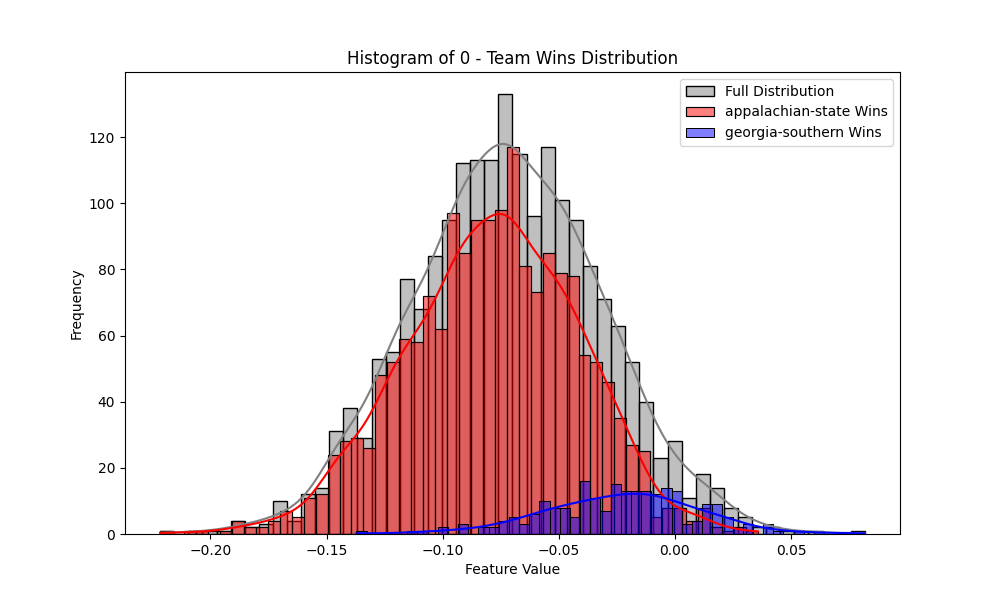 Histogram of 0 - Team Wins Distribution
Full Distribution
appalachian-state Wins
georgia-southern Wins
Frequency
120
100
80
60
40
20
0
−0.20
−0.15
−0.10
−0.05
0.00
0.05
Feature Value